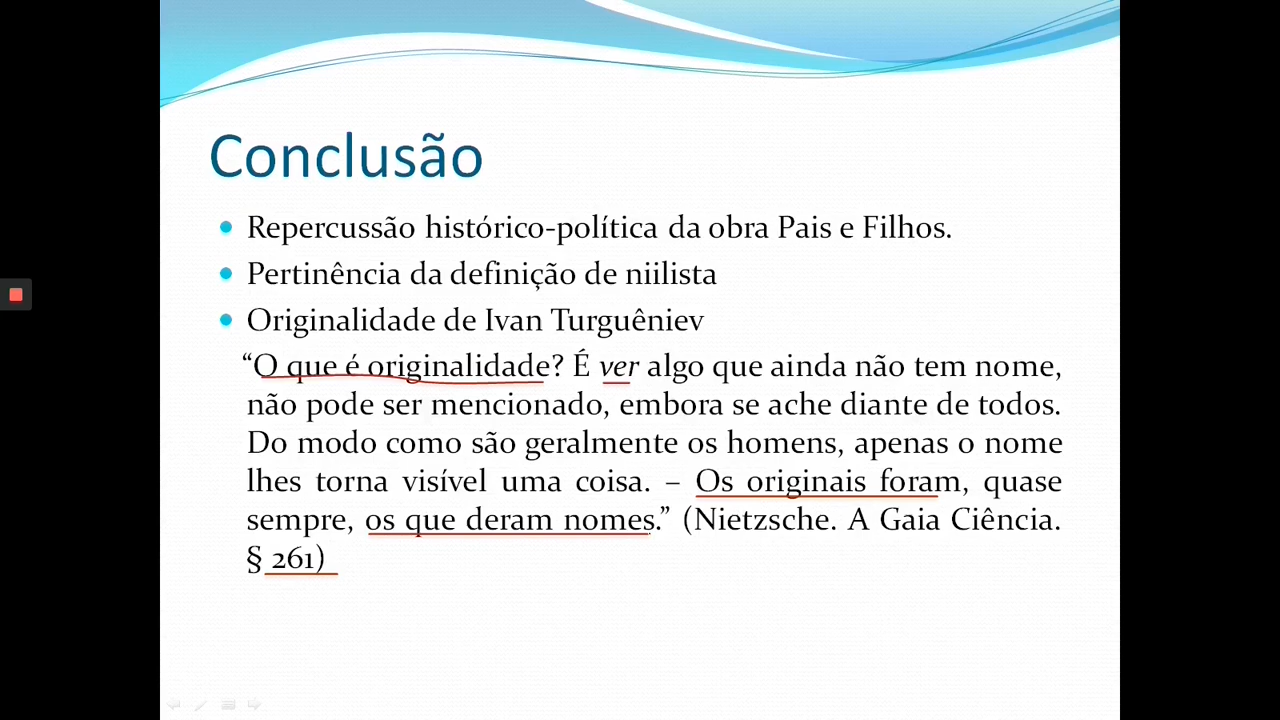 Conclusão
Repercussão histórico-política da obra Pais e Filhos.
Pertinência da definição de niilista
Originalidade de Ivan Turguêniev
“O que é originalidade? É ver algo que ainda não tem nome,
não pode ser mencionado, embora se ache diante de todos.
Do modo como são geralmente os homens, apenas o nome
lhes torna visível uma coisa. – Os originais foram, quase
sempre, os que deram nomes.” (Nietzsche. A Gaia Ciência.
§ 261)